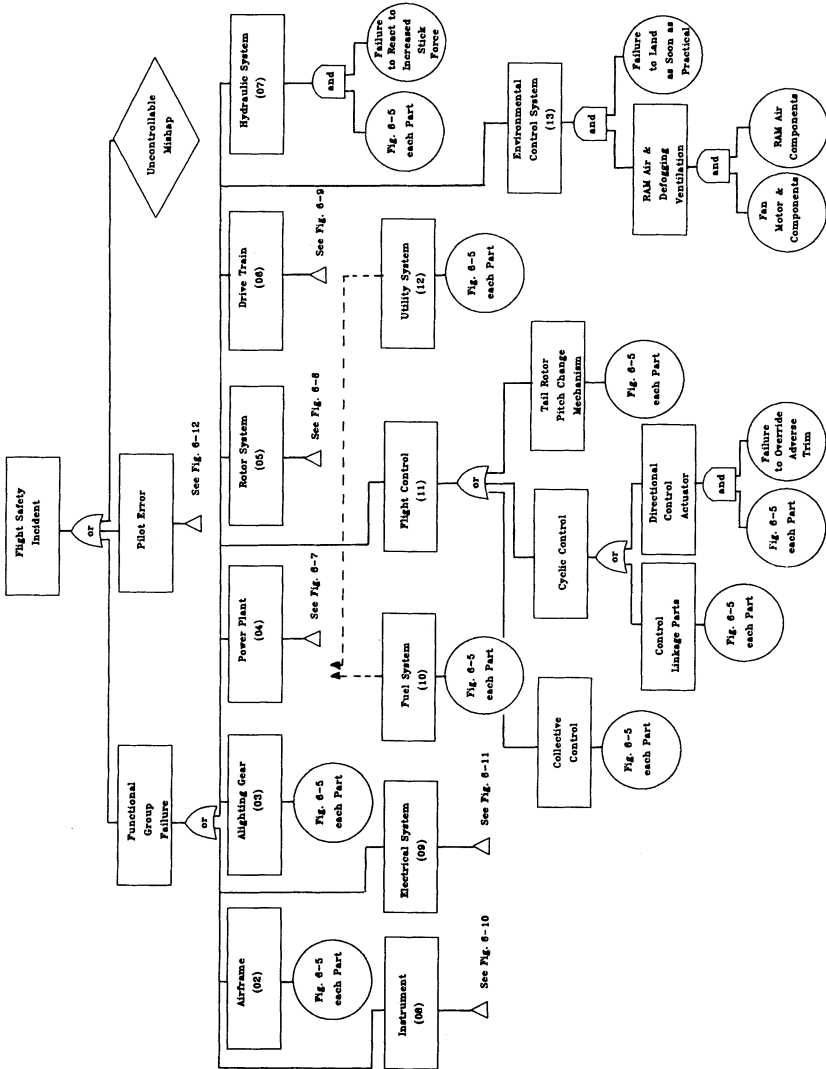 Flight Safety
Incident
or
Functional
Group
Failure
Pilot Error
See Fig. 6-12
Uncontrollable
Mishap
or
Airframe
(02)
Fig. 6-5
each Part
Alighting Gear
(03)
Fig. 6-5
each Part
Power Plant
(04)
See Fig. 6-7
Rotor System
(05)
See Fig. 6-8
Drive Train
(06)
See Fig. 6-9
Hydraulic System
(07)
and
Fig. 6-5
each Part
Failure
to React to
Increased
Stick
Force
Instrument
(08)
See Fig. 6-10
Electrical System
(09)
See Fig. 6-11
Fuel System
(10)
Fig. 6-5
each Part
Flight Control
(11)
or
Utility System
(12)
Fig. 6-5
each Part
Environmental
Control System
(13)
and
RAM Air &
Defogging
Ventilation
Failure
to Land
as Soon as
Practical
and
Fan
Motor &
Components
RAM Air
Components
Collective
Control
Fig. 6-5
each Part
Cyclic Control
or
Tail Rotor
Pitch Change
Mechanism
Fig. 6-5
each Part
Control
Linkage Parts
Fig. 6-5
each Part
Directional
Control
Actuator
and
Fig. 6-5
each Part
Failure
to Override
Adverse
Trim